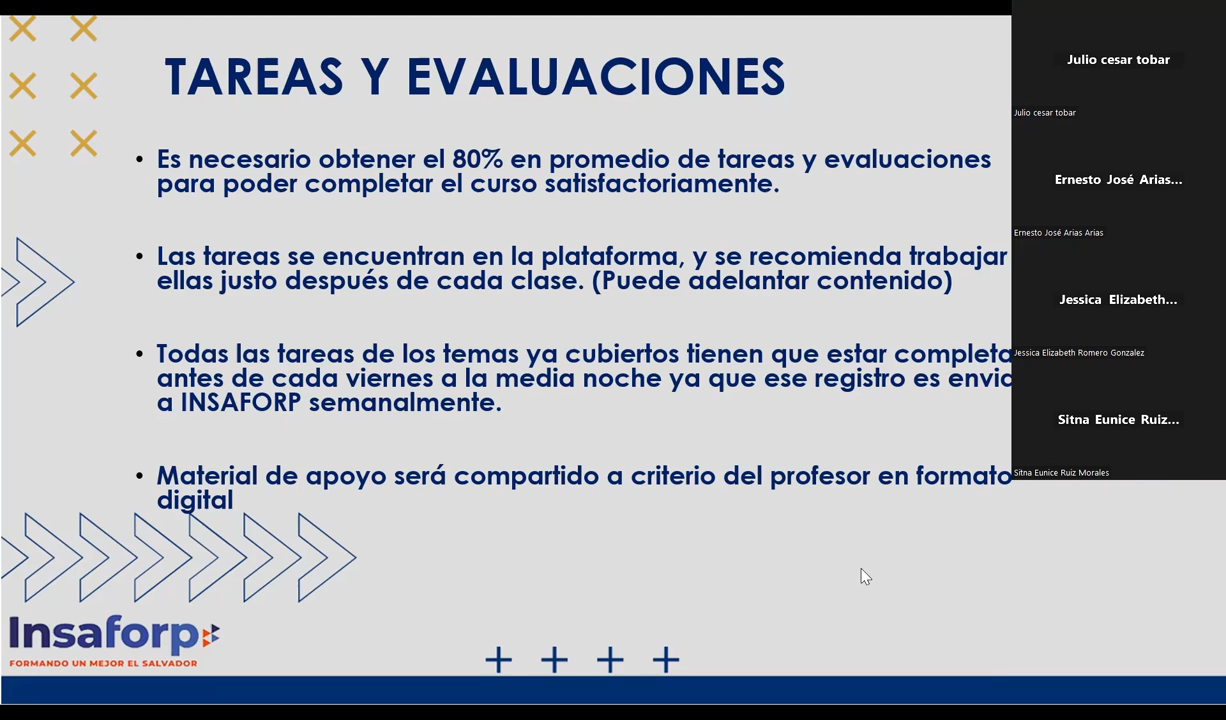 TAREAS Y EVALUACIONES
• Es necesario obtener el 80% en promedio de tareas y evaluaciones
para poder completar el curso satisfactoriamente.
• Las tareas se encuentran en la plataforma, y se recomienda trabajar
ellas justo después de cada clase. (Puede adelantar contenido)
• Todas las tareas de los temas ya cubiertos tienen que estar
antes de cada viernes a la media noche ya que ese registro es
a INSAFORP semanalmente.
• Material de apoyo será compartido a criterio del profesor en formato
digital
Insaforp
FORMANDO UN MEJOR EL SALVADOR
Julio cesar tobar
Julio cesar tobar
Ernesto José Arias...
Ernesto José Arias Arias
Jessica Elizabeth...
Jessica Elizabeth Romero Gonzalez
Sitna Eunice Ruiz...
Sitna Eunice Ruiz Morales